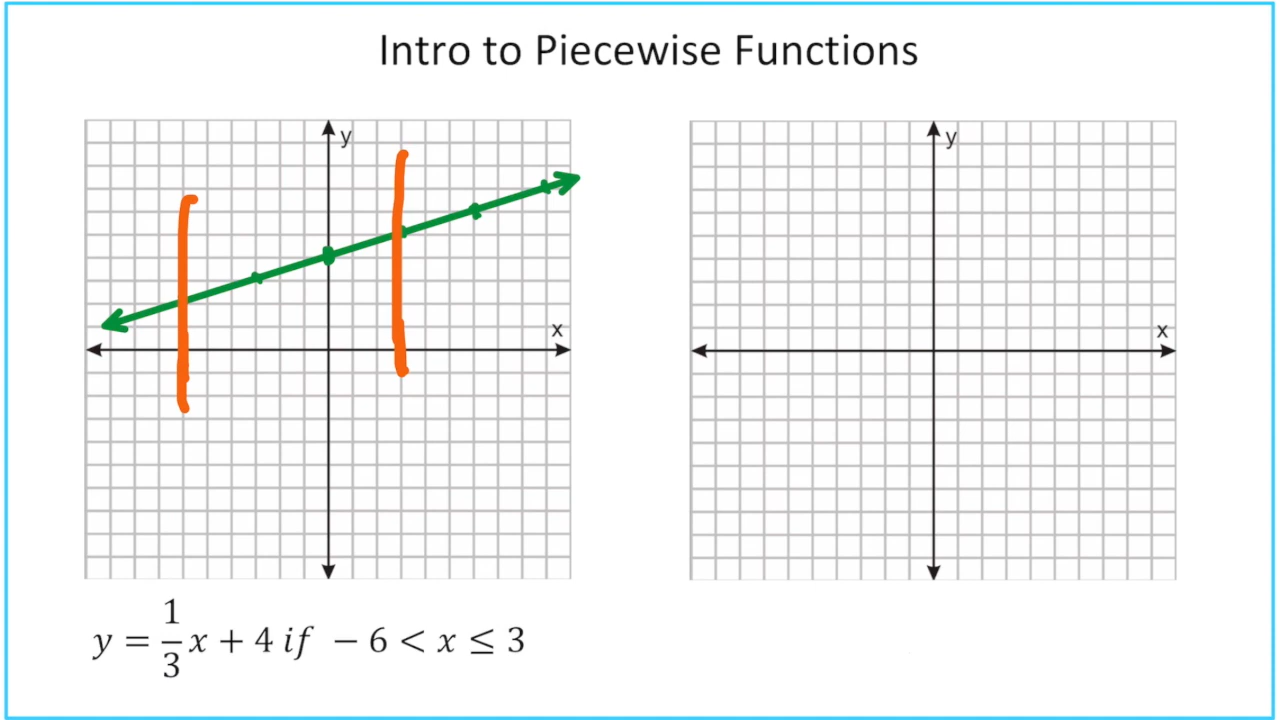 Intro to Piecewise Functions
y
x
y
x
y = 1/3 x + 4 if − 6 < x ≤ 3